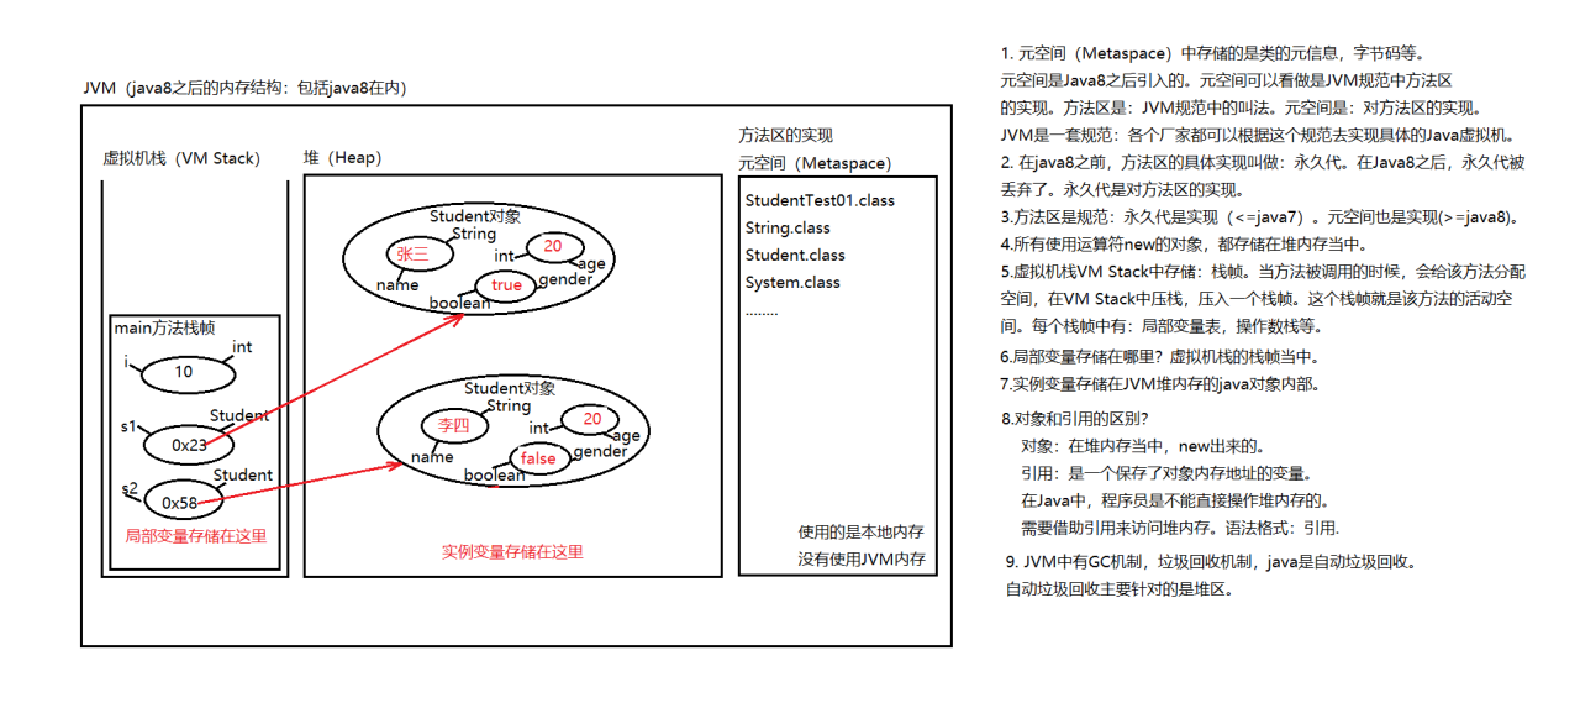 JVM（java8之后的内存结构：包括java8在内）
虚拟机栈（VM Stack）
main方法栈帧
i
int
10
s1
Student
0x23
s2
Student
0x58
局部变量存储在这里
堆（Heap）
Student对象
String
张三
name
int
20
age
boolean
true
gender
Student对象
String
李四
name
int
20
age
boolean
false
gender
实例变量存储在这里
方法区的实现
元空间（Metaspace）
StudentTest01.class
String.class
Student.class
System.class
........
使用的是本地内存
没有使用JVM内存
1. 元空间（Metaspace）中存储的是类的元信息，字节码等。
元空间是Java8之后引入的。元空间可以看做是JVM规范中方法区
的实现。方法区是：JVM规范中的叫法。元空间是：对方法区的实现。
JVM是一套规范：各个厂家都可以根据这个规范去实现具体的Java虚拟机。
2. 在java8之前，方法区的具体实现叫做：永久代。在Java8之后，永久代被
丢弃了。永久代是对方法区的实现。
3.方法区是规范：永久代是实现（<=java7）。元空间也是实现(>=java8)。
4.所有使用运算符new的对象，都存储在堆内存当中。
5.虚拟机栈VM Stack中存储：栈帧。当方法被调用的时候，会给该方法分配
空间，在VM Stack中压栈，压入一个栈帧。这个栈帧就是该方法的活动空
间。每个栈帧中有：局部变量表，操作数栈等。
6.局部变量存储在哪里？虚拟机栈的栈帧当中。
7.实例变量存储在JVM堆内存的java对象内部。
8.对象和引用的区别？
对象：在堆内存当中，new出来的。
引用：是一个保存了对象内存地址的变量。
在Java中，程序员是不能直接操作堆内存的。
需要借助引用来访问堆内存。语法格式：引用.
9. JVM中有GC机制，垃圾回收机制，java是自动垃圾回收。
自动垃圾回收主要针对的是堆区。